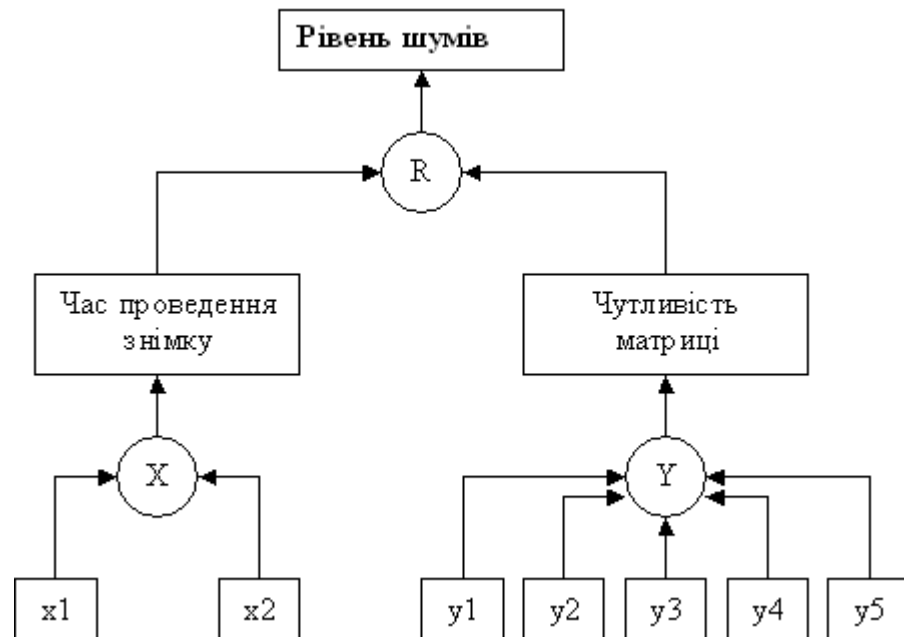 Рівень шумів
R
Час проведення
знімку
Чутливість
матриці
X
Y
x1
x2
y1
y2
y3
y4
y5